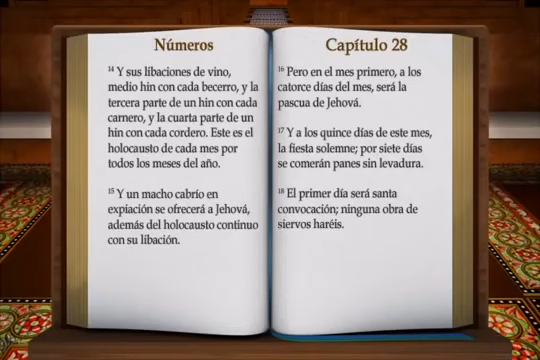 Números
14 Y sus libaciones de vino,
medio hin con cada becerro, y la
tercera parte de un hin con cada
carnero, y la cuarta parte de un
hin con cada cordero. Este es el
holocausto de cada mes por
todos los meses del año.
15 Y un macho cabrío en
expiación se ofrecerá a Jehová,
además del holocausto continuo
con su libación.
Capítulo 28
16 Pero en el mes primero, a los
catorce días del mes, será la
pascua de Jehová.
17 Y a los quince días de este mes,
la fiesta solemne; por siete días
se comerán panes sin levadura.
18 El primer día será santa
convocación; ninguna obra de
siervos haréis.